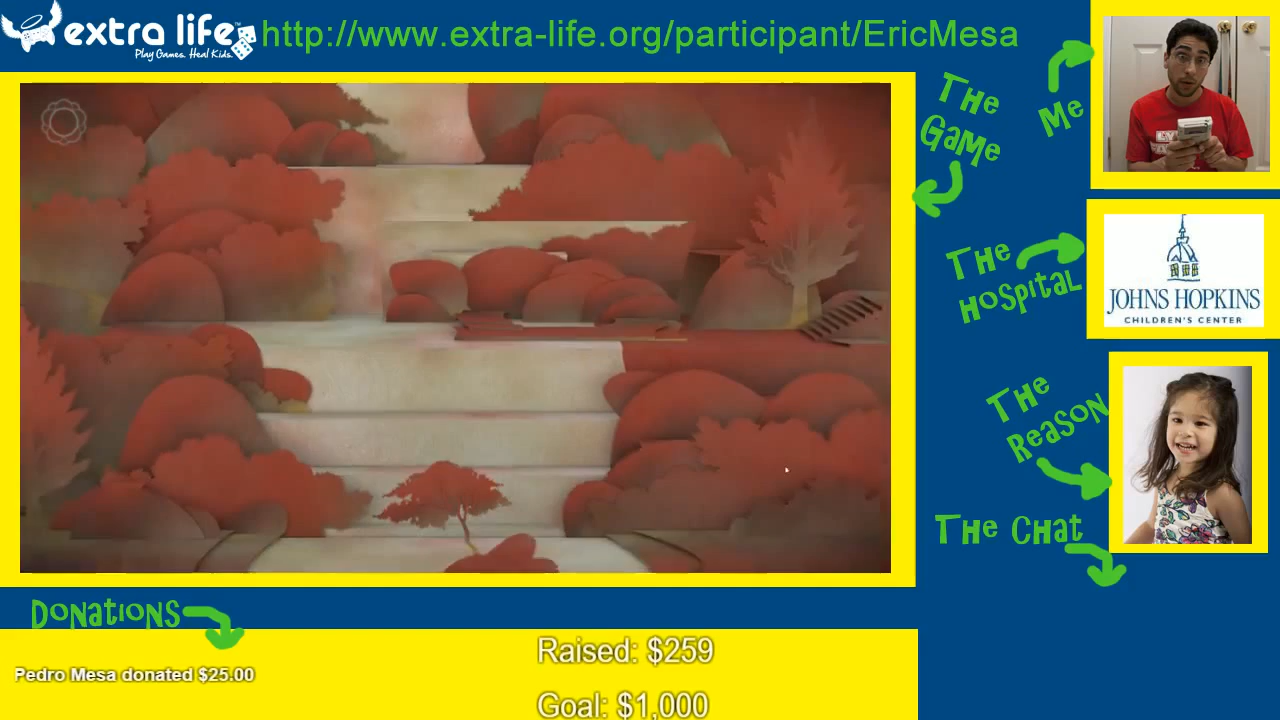 extra life
Play Games. Heal Kids.
http://www.extra-life.org/participant/EricMesa
The
Game
Me
The
Hospital
JOHNS HOPKINS
CHILDREN'S CENTER
The
Reason
The Chat
Donations
Pedro Mesa donated $25.00
Raised: $259
Goal: $1,000